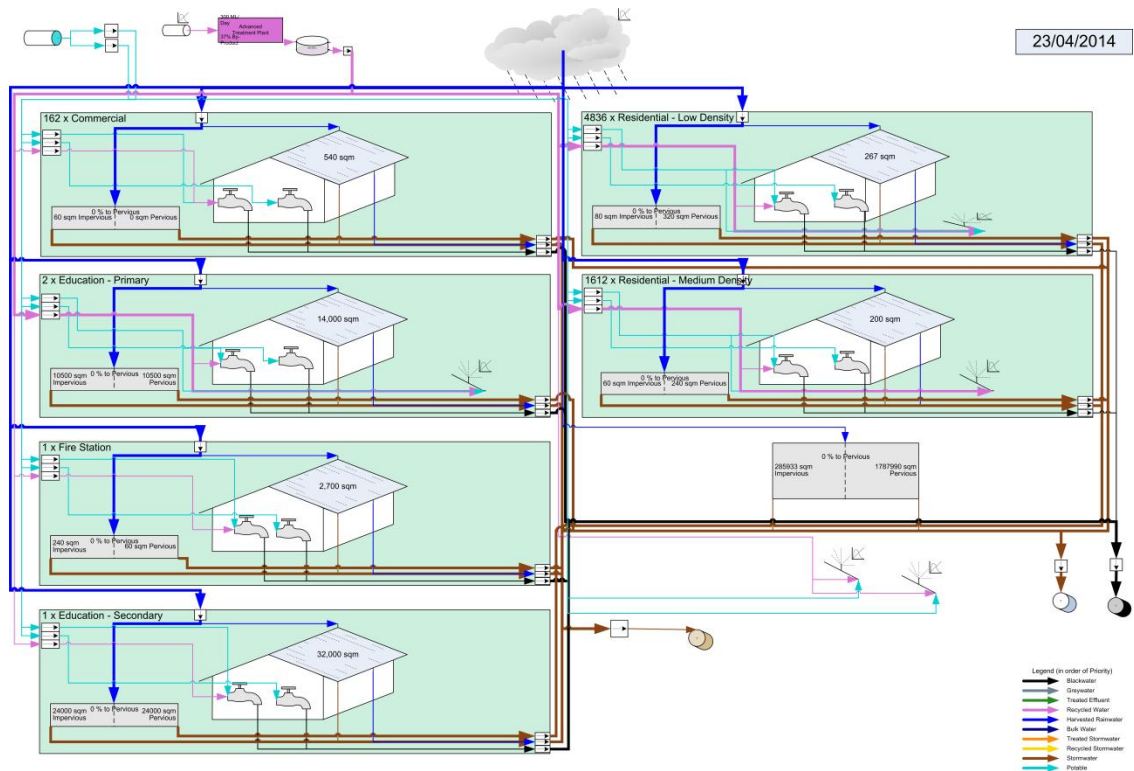 300 ML/
Day
Advanced
Treatment Plant
37% By-
Product
23/04/2014
162 x Commercial
540 sqm
0 % to Pervious
60 sqm Impervious
0 sqm Pervious
4836 x Residential - Low Density
267 sqm
0 % to Pervious
80 sqm Impervious
320 sqm Pervious
2 x Education - Primary
14,000 sqm
0 % to Pervious
10500 sqm
Impervious
10500 sqm
Pervious
1612 x Residential - Medium Density
200 sqm
0 % to Pervious
60 sqm Impervious
240 sqm Pervious
1 x Fire Station
2,700 sqm
0 % to Pervious
240 sqm
Impervious
60 sqm Pervious
0 % to Pervious
285933 sqm
Impervious
1787990 sqm
Pervious
1 x Education - Secondary
32,000 sqm
0 % to Pervious
24000 sqm
Impervious
24000 sqm
Pervious
Legend (in order of Priority)
Blackwater
Greywater
Treated Effluent
Recycled Water
Harvested Rainwater
Bulk Water
Treated Stormwater
Recycled Stormwater
Stormwater
Potable